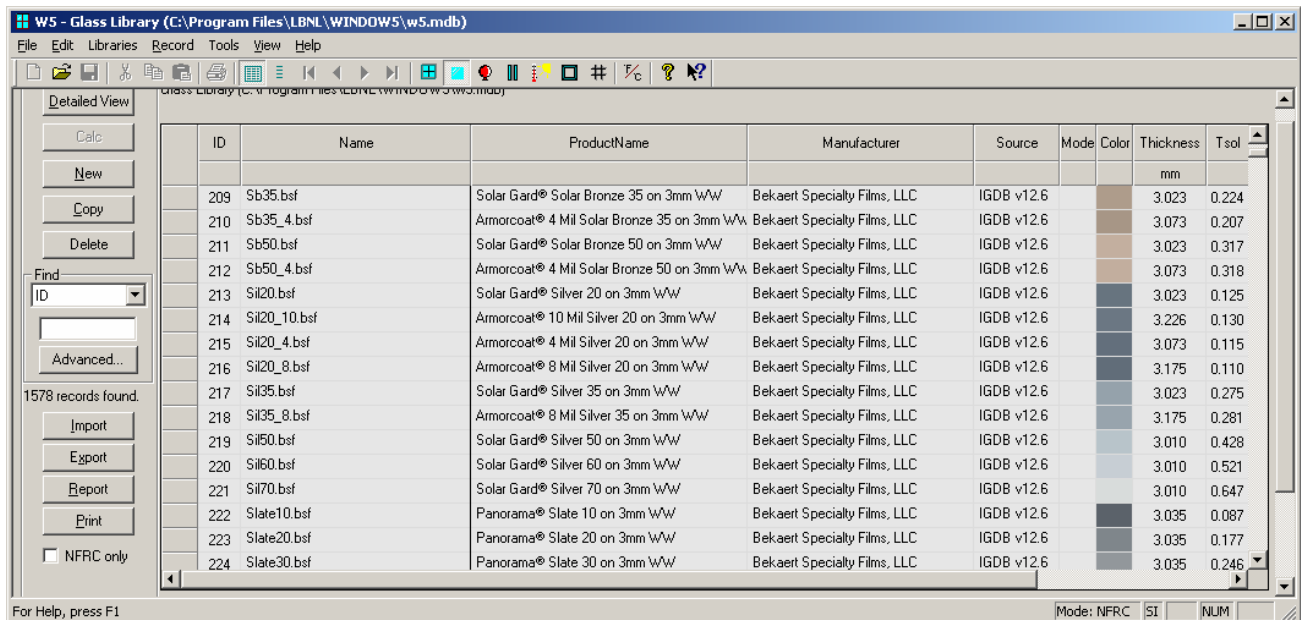 W5 - Glass Library (C:\Program Files\LBNL\WINDOW5\w5.mdb)
File Edit Libraries Record Tools View Help
Glass Library (C:\Program Files\LBNL\WINDOW5\w5.mdb)
Detailed View
Calc
New
Copy
Delete
Find
ID
Advanced...
1578 records found.
Import
Export
Report
Print
NFRC only
ID Name ProductName Manufacturer Source Mode Color Thickness Tsol
mm
209 Sb35.bsf Solar Gard® Solar Bronze 35 on 3mm WW Bekaert Specialty Films, LLC IGDB v12.6 3.023 0.224
210 Sb35_4.bsf Armorcoat® 4 Mil Solar Bronze 35 on 3mm WW Bekaert Specialty Films, LLC IGDB v12.6 3.073 0.207
211 Sb50.bsf Solar Gard® Solar Bronze 50 on 3mm WW Bekaert Specialty Films, LLC IGDB v12.6 3.023 0.317
212 Sb50_4.bsf Armorcoat® 4 Mil Solar Bronze 50 on 3mm WW Bekaert Specialty Films, LLC IGDB v12.6 3.073 0.318
213 Sil20.bsf Solar Gard® Silver 20 on 3mm WW Bekaert Specialty Films, LLC IGDB v12.6 3.023 0.125
214 Sil20_10.bsf Armorcoat® 10 Mil Silver 20 on 3mm WW Bekaert Specialty Films, LLC IGDB v12.6 3.226 0.130
215 Sil20_4.bsf Armorcoat® 4 Mil Silver 20 on 3mm WW Bekaert Specialty Films, LLC IGDB v12.6 3.073 0.115
216 Sil20_8.bsf Armorcoat® 8 Mil Silver 20 on 3mm WW Bekaert Specialty Films, LLC IGDB v12.6 3.175 0.110
217 Sil35.bsf Solar Gard® Silver 35 on 3mm WW Bekaert Specialty Films, LLC IGDB v12.6 3.023 0.275
218 Sil35_8.bsf Armorcoat® 8 Mil Silver 35 on 3mm WW Bekaert Specialty Films, LLC IGDB v12.6 3.175 0.281
219 Sil50.bsf Solar Gard® Silver 50 on 3mm WW Bekaert Specialty Films, LLC IGDB v12.6 3.010 0.428
220 Sil60.bsf Solar Gard® Silver 60 on 3mm WW Bekaert Specialty Films, LLC IGDB v12.6 3.010 0.521
221 Sil70.bsf Solar Gard® Silver 70 on 3mm WW Bekaert Specialty Films, LLC IGDB v12.6 3.010 0.647
222 Slate10.bsf Panorama® Slate 10 on 3mm WW Bekaert Specialty Films, LLC IGDB v12.6 3.035 0.087
223 Slate20.bsf Panorama® Slate 20 on 3mm WW Bekaert Specialty Films, LLC IGDB v12.6 3.035 0.177
224 Slate30.bsf Panorama® Slate 30 on 3mm WW Bekaert Specialty Films, LLC IGDB v12.6 3.035 0.246
For Help, press F1 Mode: NFRC SI NUM